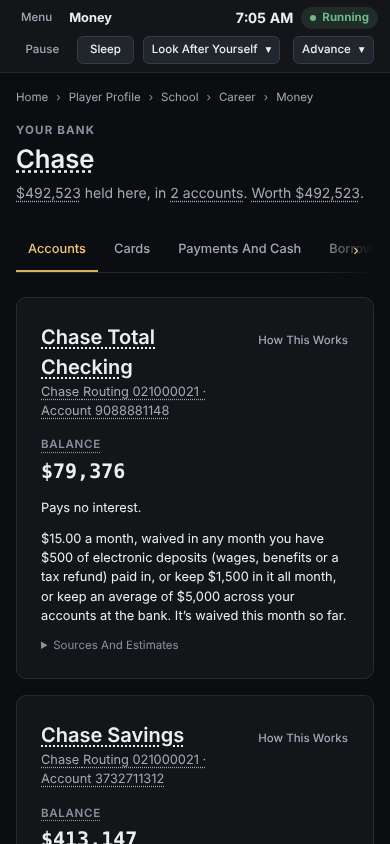 Menu Money 7:05 AM Running
Pause Sleep Look After Yourself ▾ Advance ▾
Home › Player Profile › School › Career › Money
YOUR BANK
Chase
$492,523 held here, in 2 accounts. Worth $492,523.
Accounts Cards Payments And Cash Borrow ›
Chase Total
Checking
How This Works
Chase Routing 021000021 ·
Account 9088881148
BALANCE
$79,376
Pays no interest.
$15.00 a month, waived in any month you have
$500 of electronic deposits (wages, benefits or a
tax refund) paid in, or keep $1,500 in it all month,
or keep an average of $5,000 across your
accounts at the bank. It’s waived this month so far.
▶ Sources And Estimates
Chase Savings How This Works
Chase Routing 021000021 ·
Account 3732711312
BALANCE
$413,147